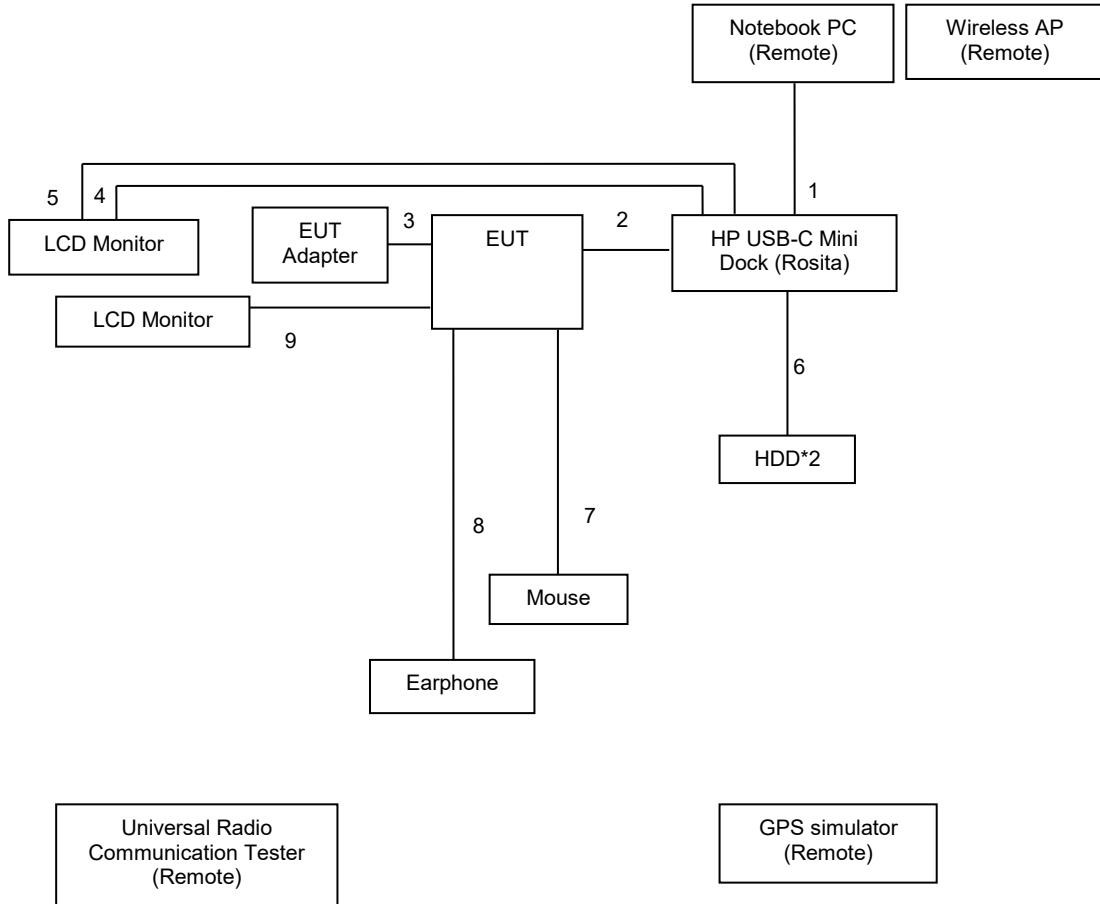 Notebook PC
(Remote)
Wireless AP
(Remote)
5
4
1
LCD Monitor
EUT
Adapter
3
EUT
2
HP USB-C Mini
Dock (Rosita)
LCD Monitor
9
6
HDD*2
8
7
Mouse
Earphone
Universal Radio
Communication Tester
(Remote)
GPS simulator
(Remote)